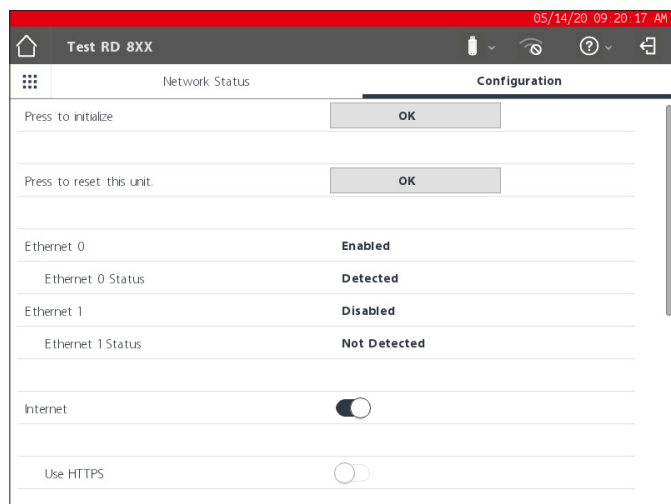 05/14/20 09:20:17 AM
Test RD 8XX
Network Status
Configuration
Press to initialize
OK
Press to reset this unit.
OK
Ethernet 0
Enabled
Ethernet 0 Status
Detected
Ethernet 1
Disabled
Ethernet 1 Status
Not Detected
Internet
Use HTTPS